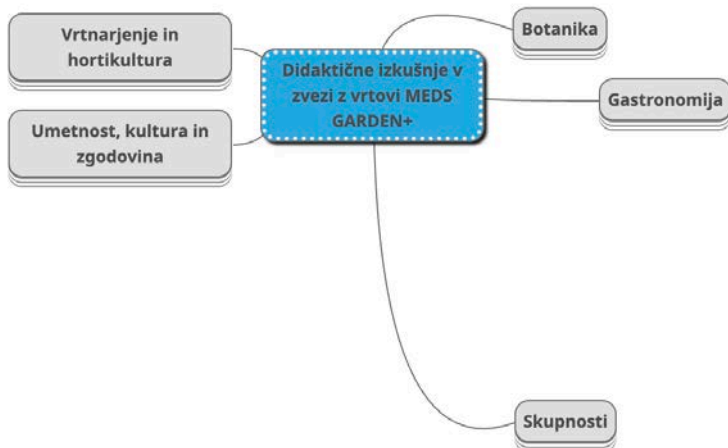 Vrtnarjenje in
hortikultura
Umetnost, kultura in
zgodovina
Didaktične izkušnje v
zvezi z vrtovi MEDS
GARDEN+
Botanika
Gastronomija
Skupnosti